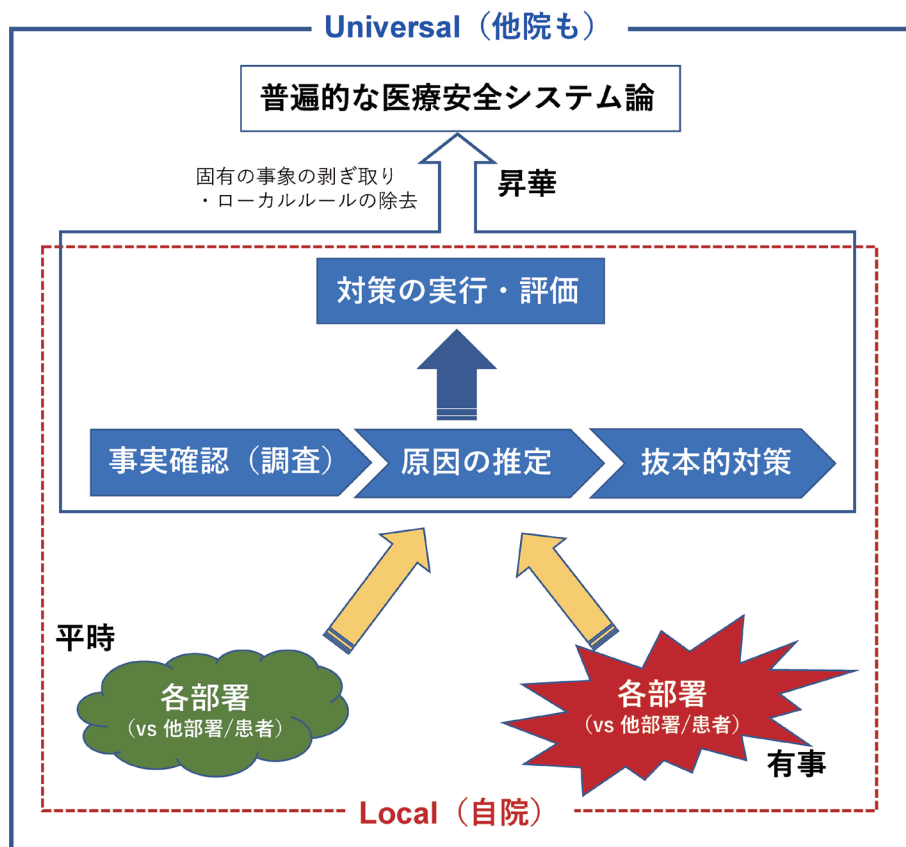 Universal（他院も）
普遍的な医療安全システム論
固有の事象の剥ぎ取り
・ローカルルールの除去
昇華
対策の実行・評価
事実確認（調査）
原因の推定
抜本的対策
平時
各部署
（vs 他部署/患者）
各部署
（vs 他部署/患者）
有事
Local（自院）